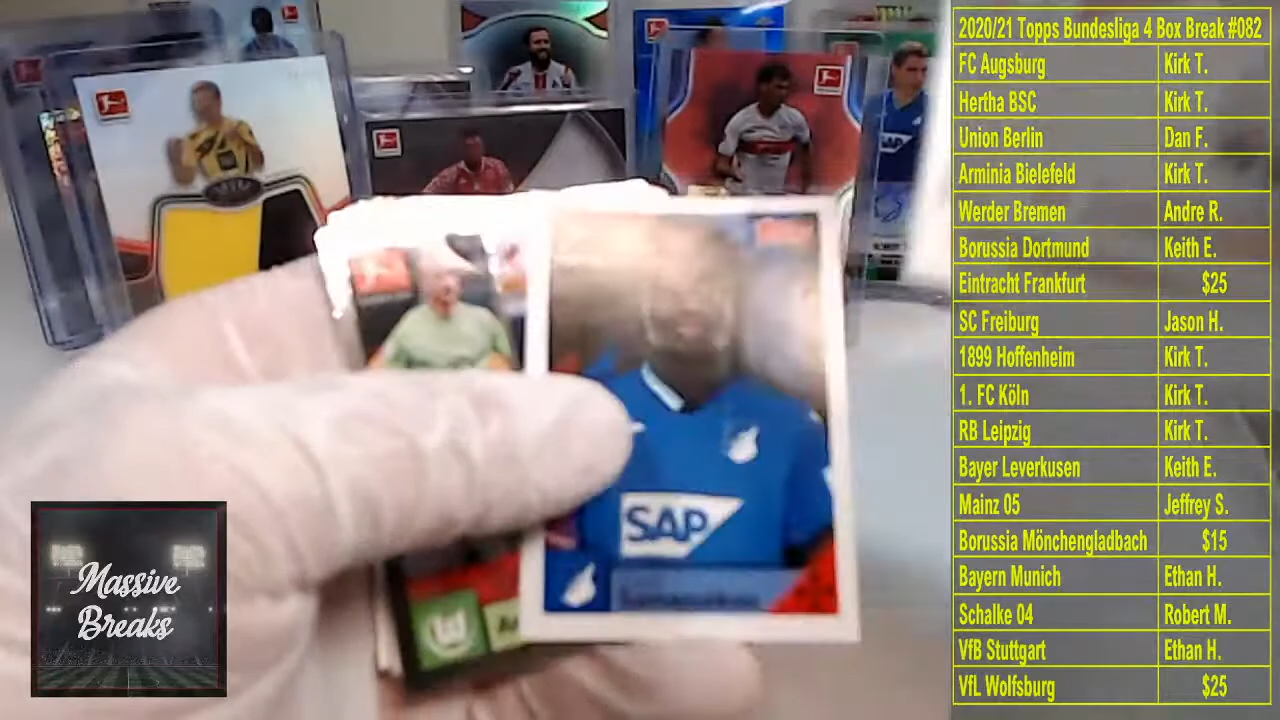 2020/21 Topps Bundesliga 4 Box Break #082
FC Augsburg Kirk T.
Hertha BSC Kirk T.
Union Berlin Dan F.
Arminia Bielefeld Kirk T.
Werder Bremen Andre R.
Borussia Dortmund Keith E.
Eintracht Frankfurt $25
SC Freiburg Jason H.
1899 Hoffenheim Kirk T.
1. FC Köln Kirk T.
RB Leipzig Kirk T.
Bayer Leverkusen Keith E.
Mainz 05 Jeffrey S.
Borussia Mönchengladbach $15
Bayern Munich Ethan H.
Schalke 04 Robert M.
VfB Stuttgart Ethan H.
VfL Wolfsburg $25
SAP
Massive
Breaks